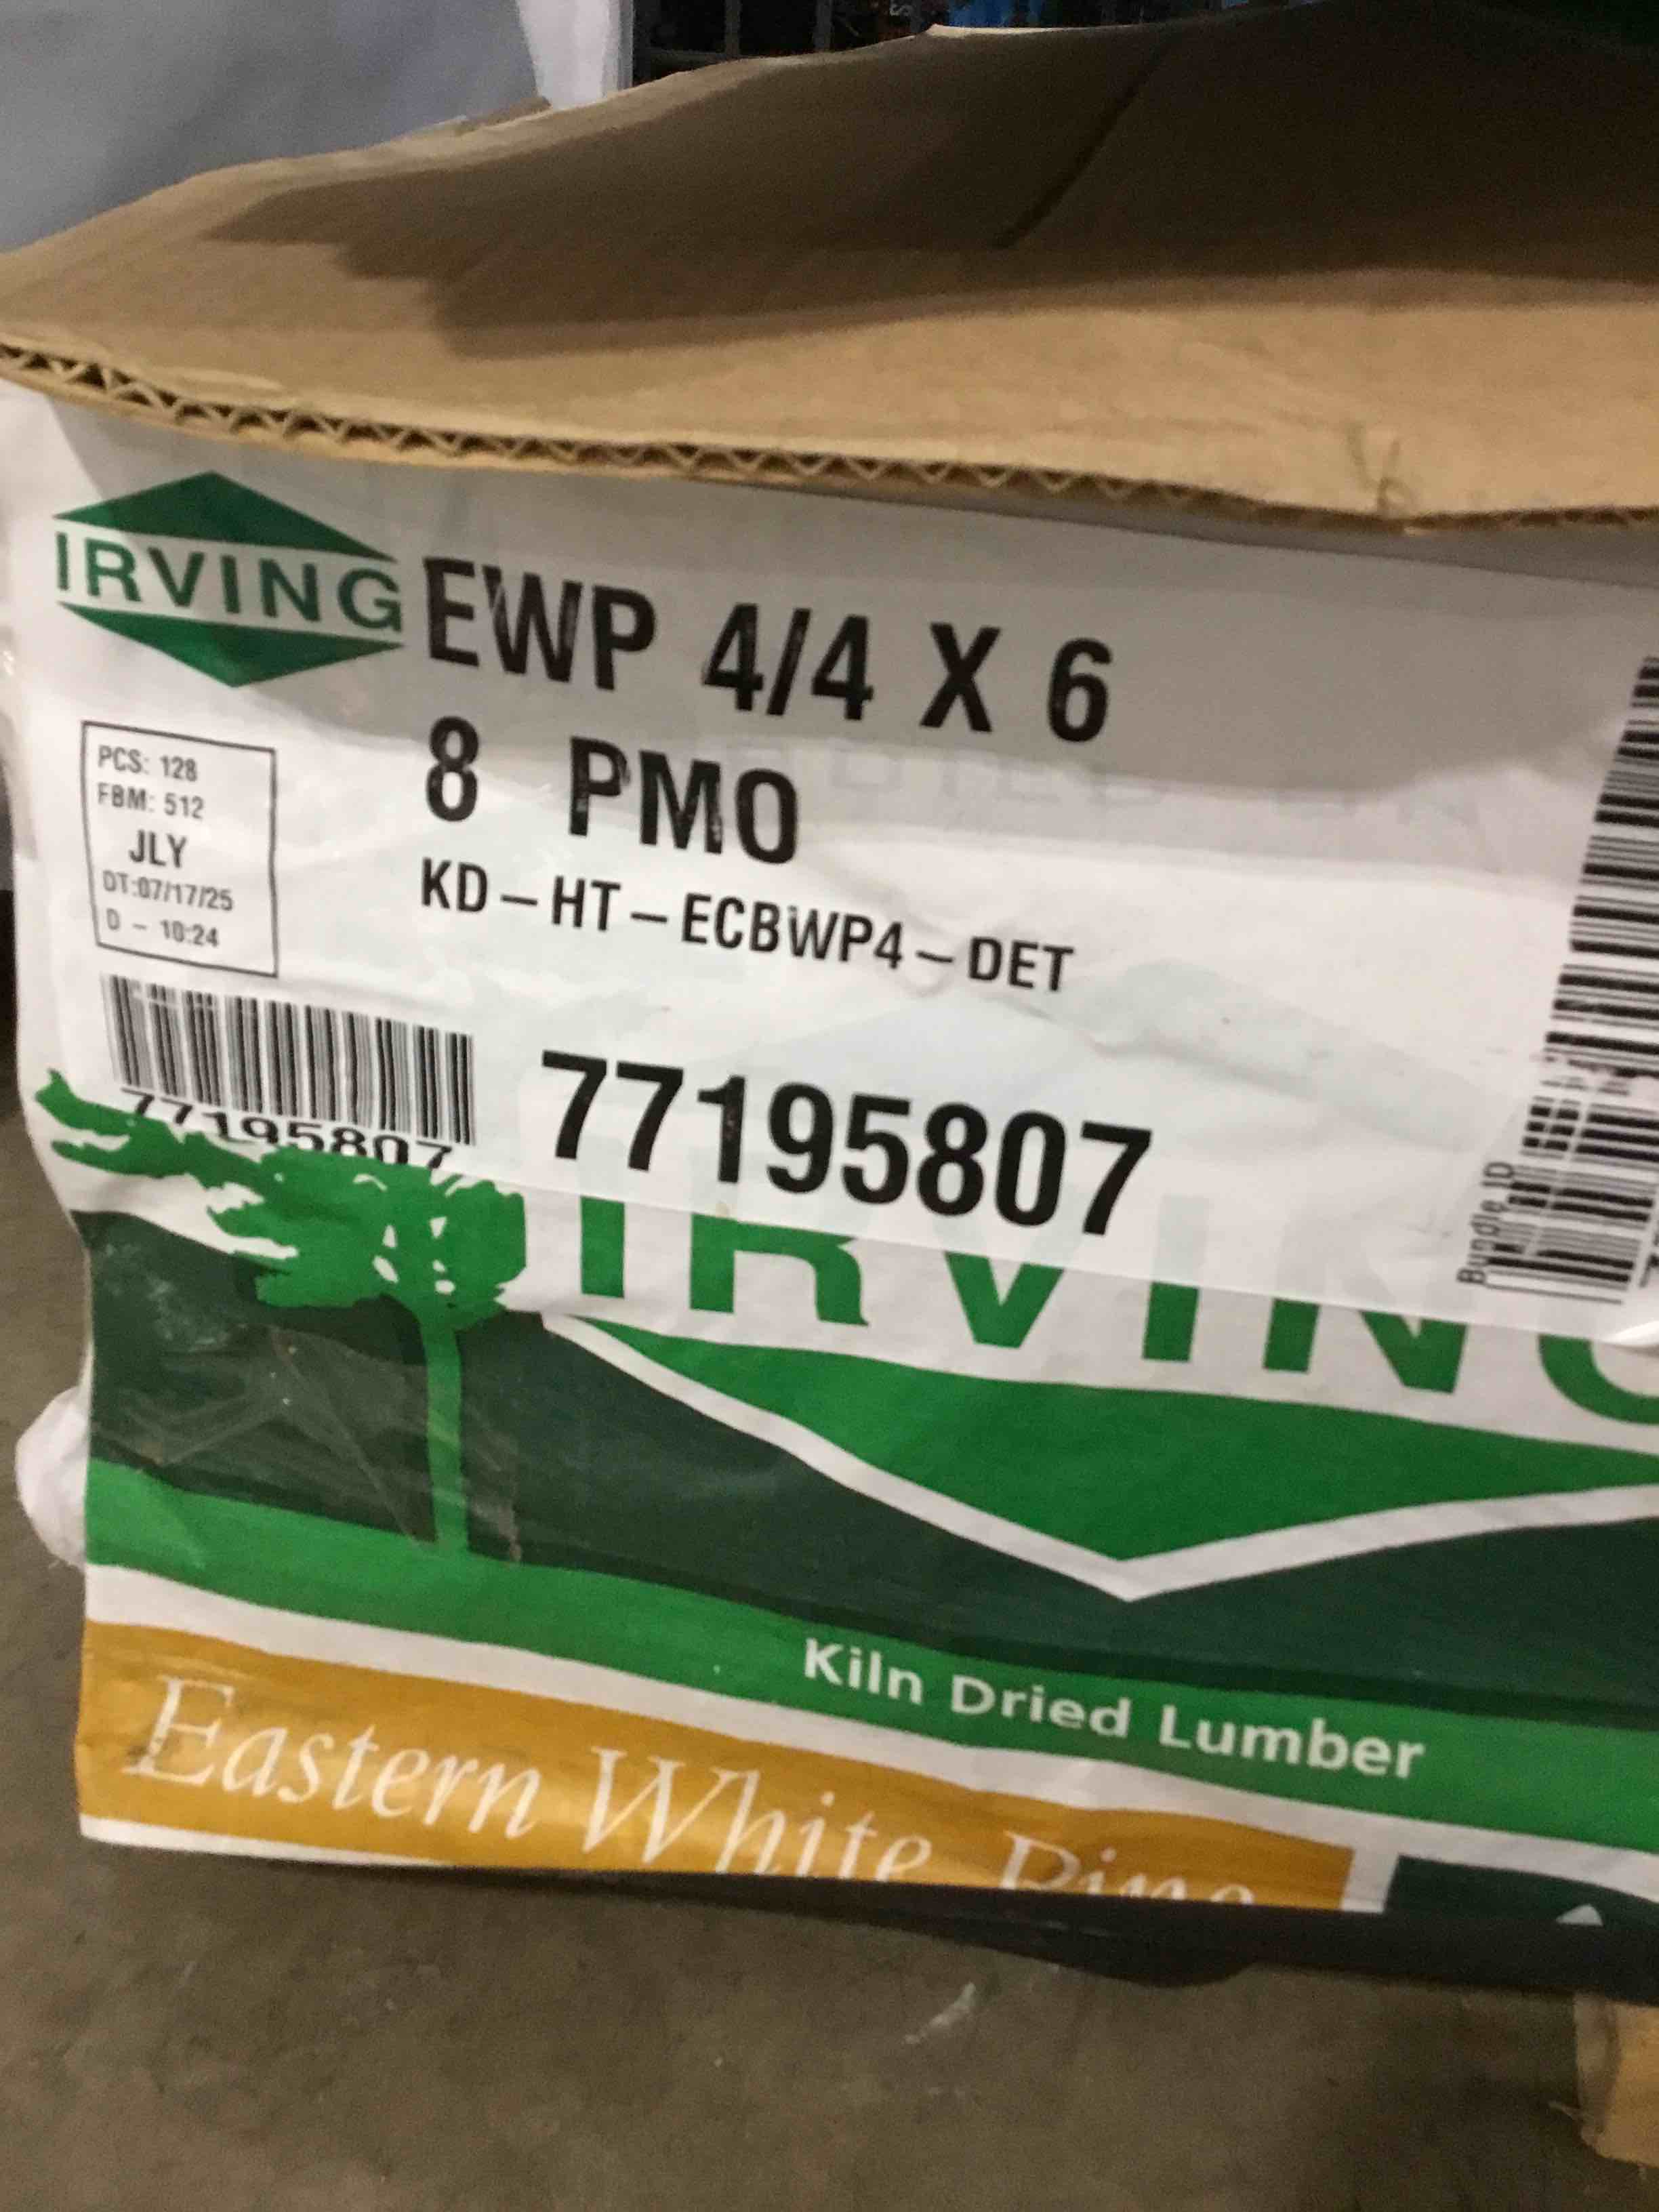 IRVING
EWP 4/4 X 6
8 PMO
KD-HT-ECBWP4-DET
PCS: 128
FBM: 512
JLY
DT:07/17/25
D - 10:24
77195807
77195807
Bundle ID
IRVING
Kiln Dried Lumber
Eastern White Pine